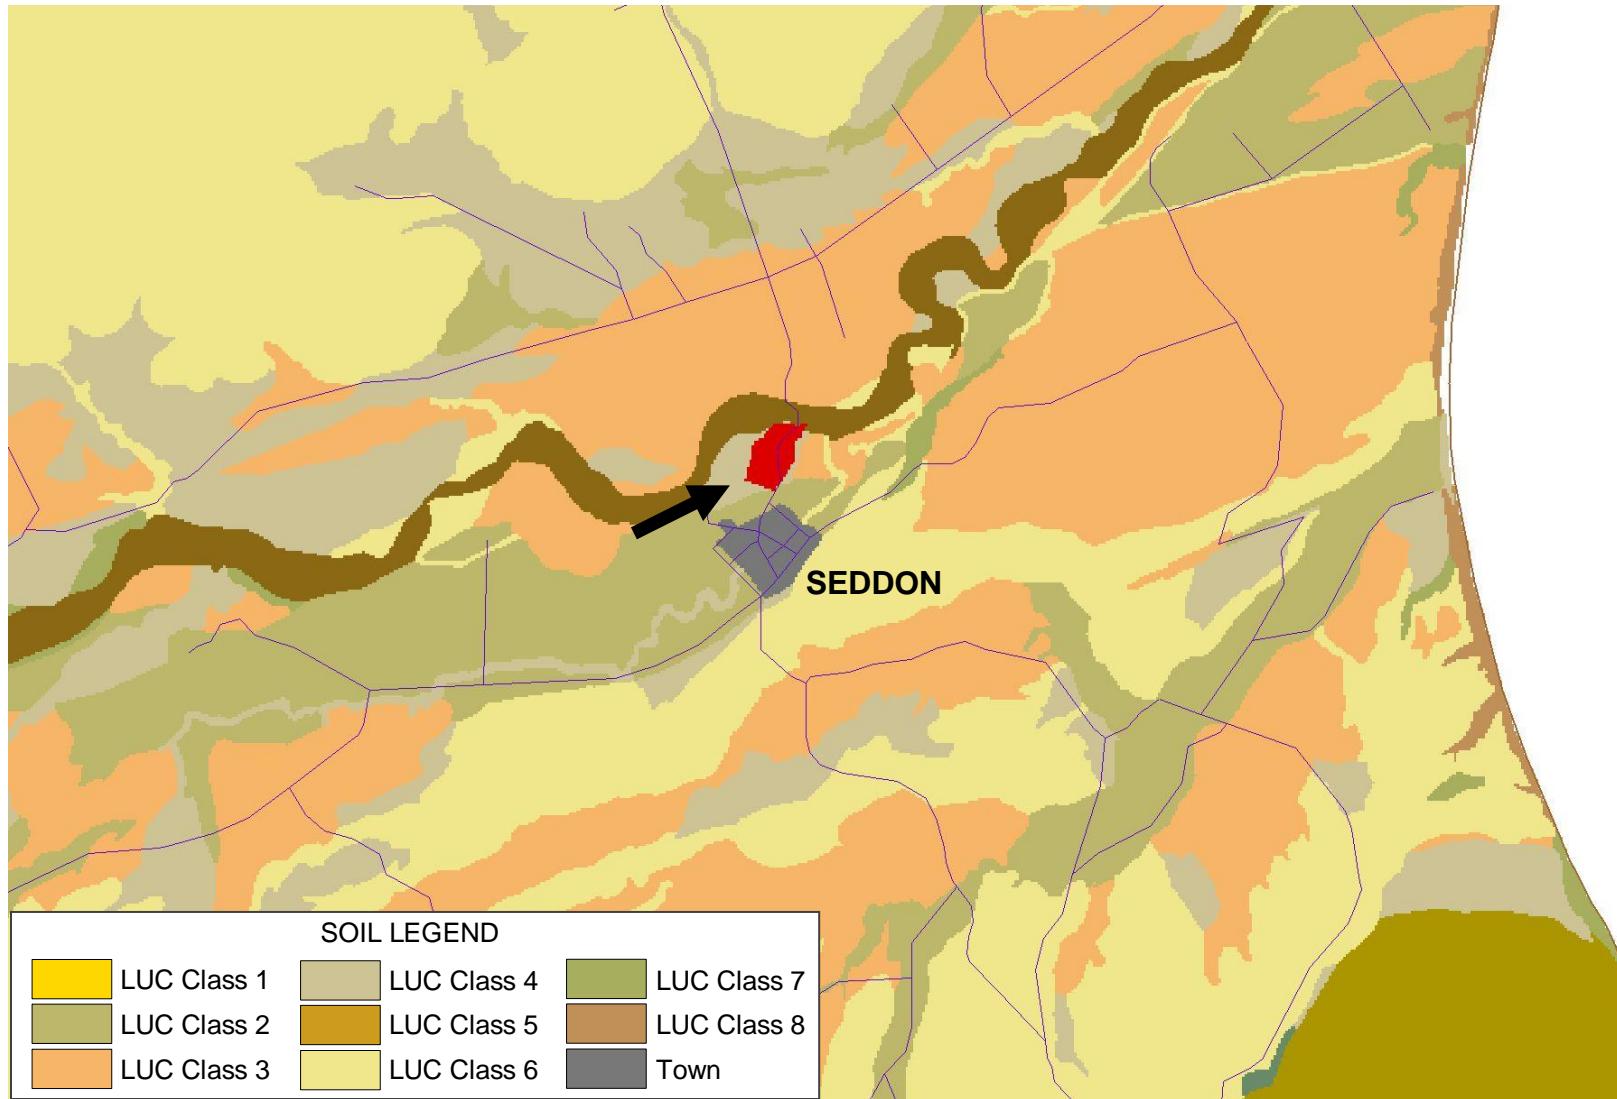 SEDDON
SOIL LEGEND
LUC Class 1
LUC Class 4
LUC Class 7
LUC Class 2
LUC Class 5
LUC Class 8
LUC Class 3
LUC Class 6
Town